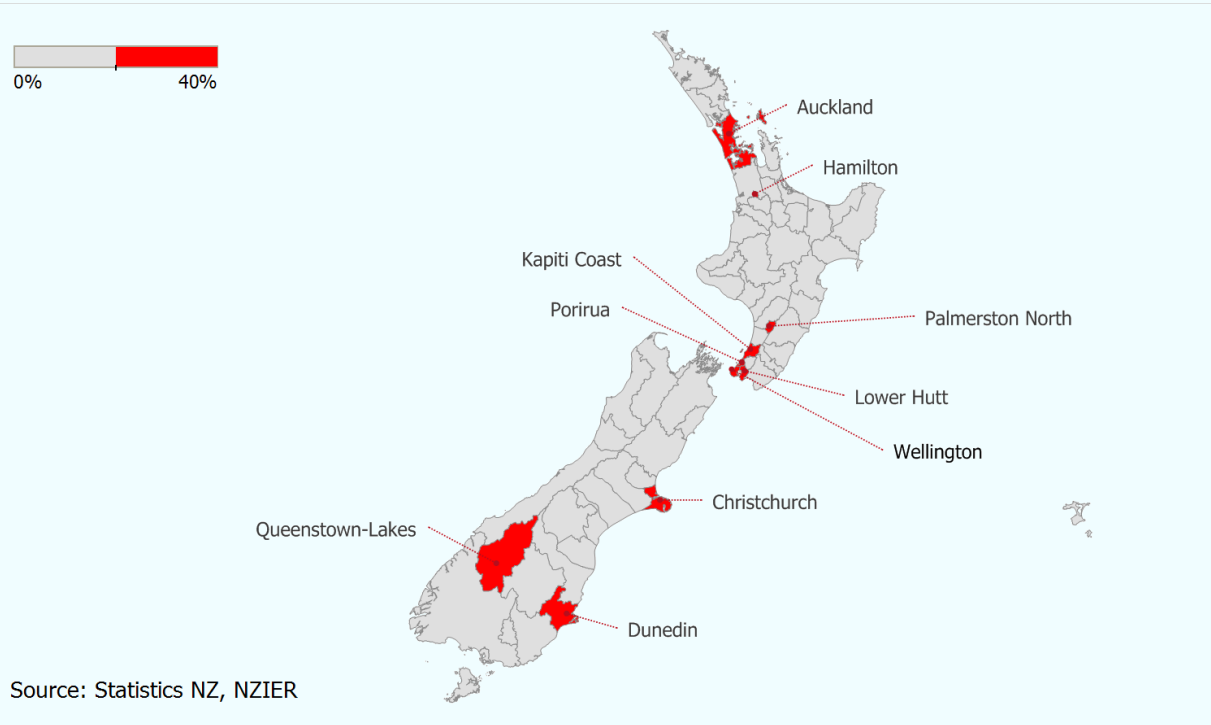 0%
40%
Auckland
Hamilton
Kapiti Coast
Porirua
Palmerston North
Lower Hutt
Wellington
Christchurch
Queenstown-Lakes
Dunedin
Source: Statistics NZ, NZIER